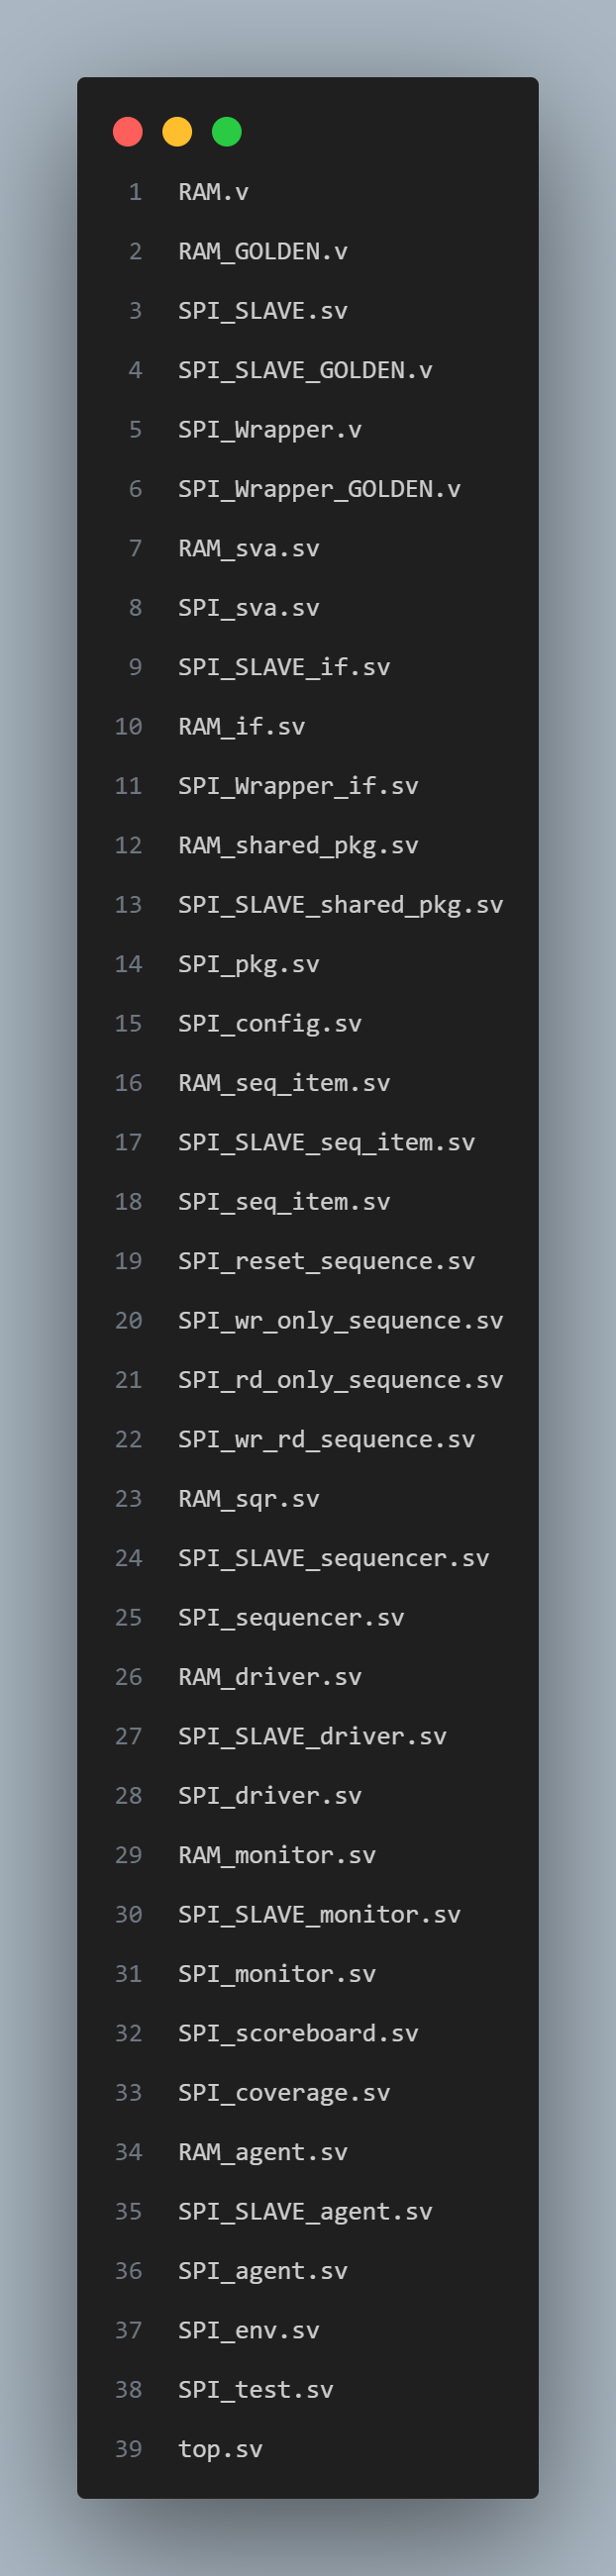 1 RAM.v
2 RAM_GOLDEN.v
3 SPI_SLAVE.sv
4 SPI_SLAVE_GOLDEN.v
5 SPI_Wrapper.v
6 SPI_Wrapper_GOLDEN.v
7 RAM_sva.sv
8 SPI_sva.sv
9 SPI_SLAVE_if.sv
10 RAM_if.sv
11 SPI_Wrapper_if.sv
12 RAM_shared_pkg.sv
13 SPI_SLAVE_shared_pkg.sv
14 SPI_pkg.sv
15 SPI_config.sv
16 RAM_seq_item.sv
17 SPI_SLAVE_seq_item.sv
18 SPI_seq_item.sv
19 SPI_reset_sequence.sv
20 SPI_wr_only_sequence.sv
21 SPI_rd_only_sequence.sv
22 SPI_wr_rd_sequence.sv
23 RAM_sqr.sv
24 SPI_SLAVE_sequencer.sv
25 SPI_sequencer.sv
26 RAM_driver.sv
27 SPI_SLAVE_driver.sv
28 SPI_driver.sv
29 RAM_monitor.sv
30 SPI_SLAVE_monitor.sv
31 SPI_monitor.sv
32 SPI_scoreboard.sv
33 SPI_coverage.sv
34 RAM_agent.sv
35 SPI_SLAVE_agent.sv
36 SPI_agent.sv
37 SPI_env.sv
38 SPI_test.sv
39 top.sv